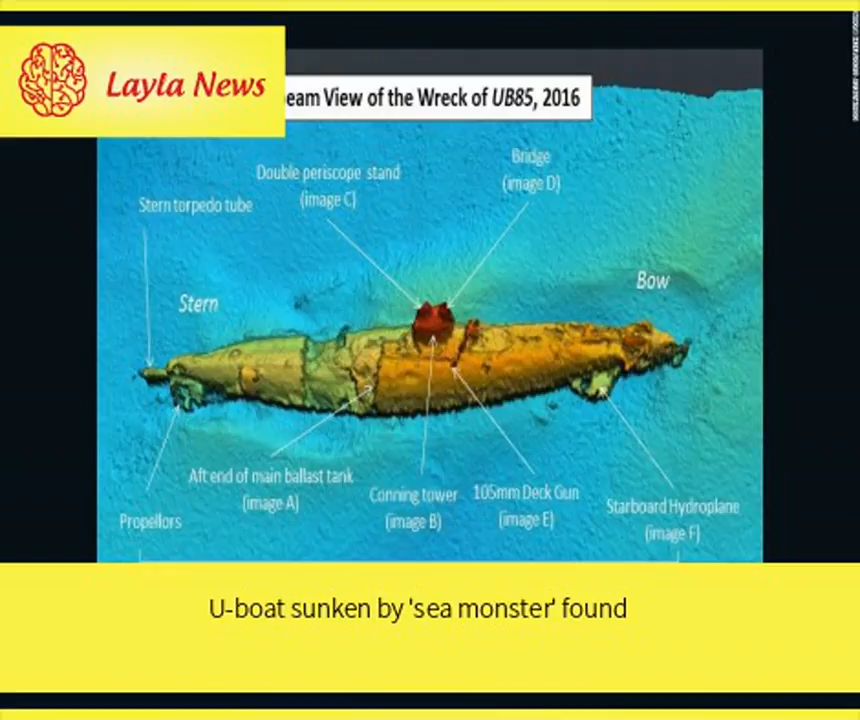 Layla News
eam View of the Wreck of UB85, 2016
Bridge
(image D)
Double periscope stand
(image C)
Stern torpedo tube
Bow
Stern
Aft end of main ballast tank
(image A)
Conning tower
(image B)
105mm Deck Gun
(image E)
Starboard Hydroplane
(image F)
Propellors
U-boat sunken by 'sea monster' found